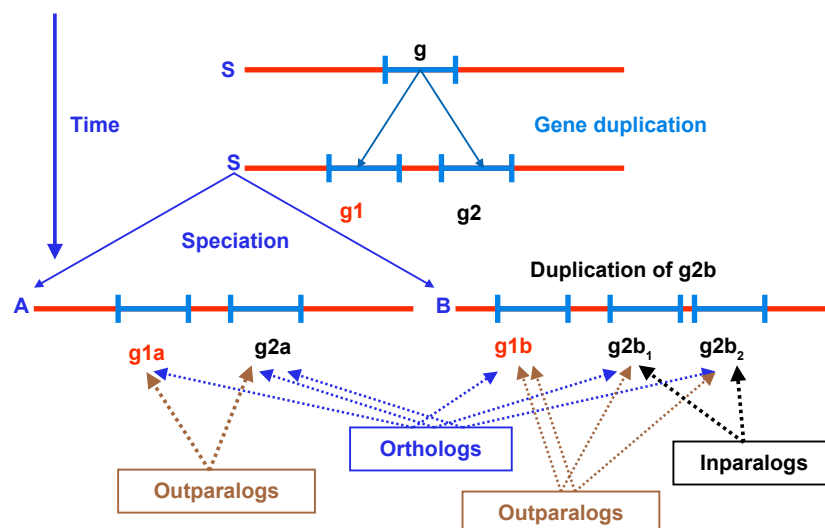 g
S
Time
Gene duplication
S
g1
g2
Speciation
Duplication of g2b
A
B
g1a
g2a
g1b
g2b₁
g2b₂
Orthologs
Inparalogs
Outparalogs
Outparalogs